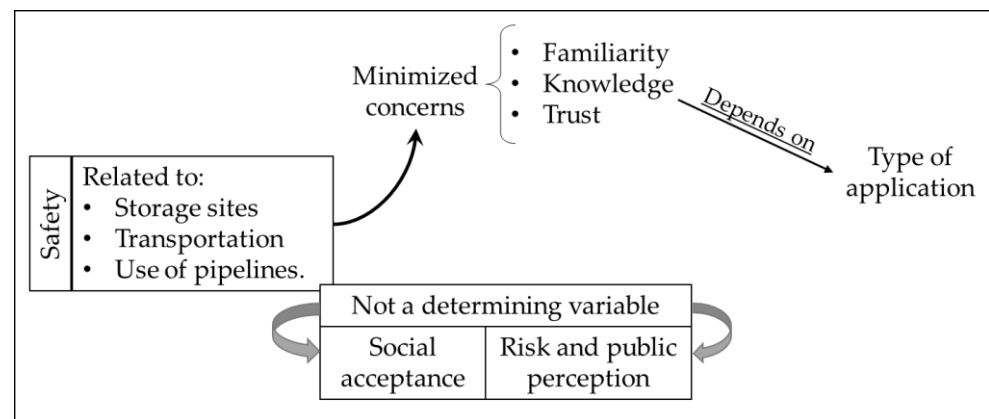 Minimized
concerns
• Familiarity
• Knowledge
• Trust
Depends on
Type of
application
Safety
Related to:
• Storage sites
• Transportation
• Use of pipelines.
Not a determining variable
Social
acceptance
Risk and public
perception